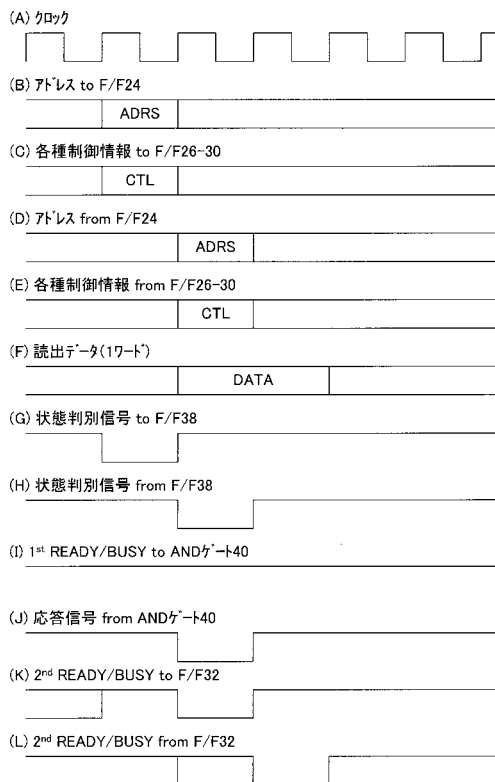 (A) クロック
(B) アドレス to F/F24
ADRS
(C) 各種制御情報 to F/F26-30
CTL
(D) アドレス from F/F24
ADRS
(E) 各種制御情報 from F/F26-30
CTL
(F) 読出データ(1ワード)
DATA
(G) 状態判別信号 to F/F38
(H) 状態判別信号 from F/F38
(I) 1st READY/BUSY to ANDゲート40
(J) 応答信号 from ANDゲート40
(K) 2nd READY/BUSY to F/F32
(L) 2nd READY/BUSY from F/F32